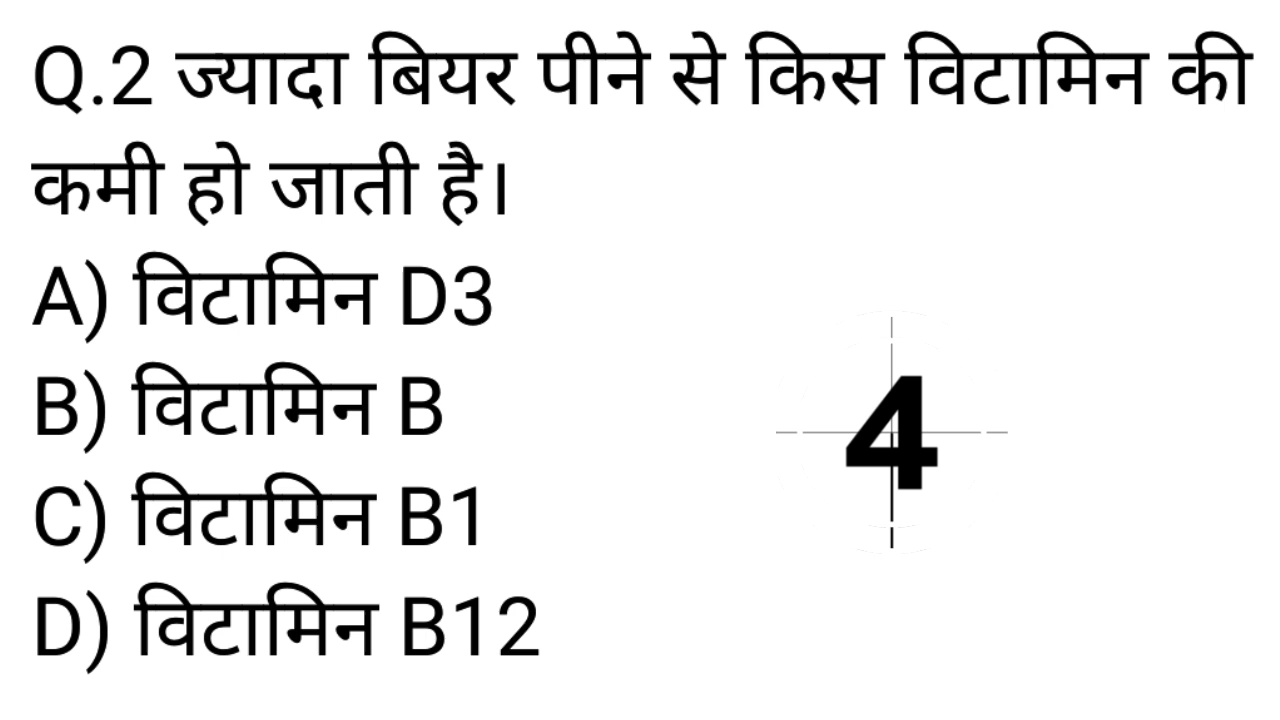 Q.2 ज्यादा बियर पीने से किस विटामिन की
कमी हो जाती है।
A) विटामिन D3
B) विटामिन B
C) विटामिन B1
D) विटामिन B12
4